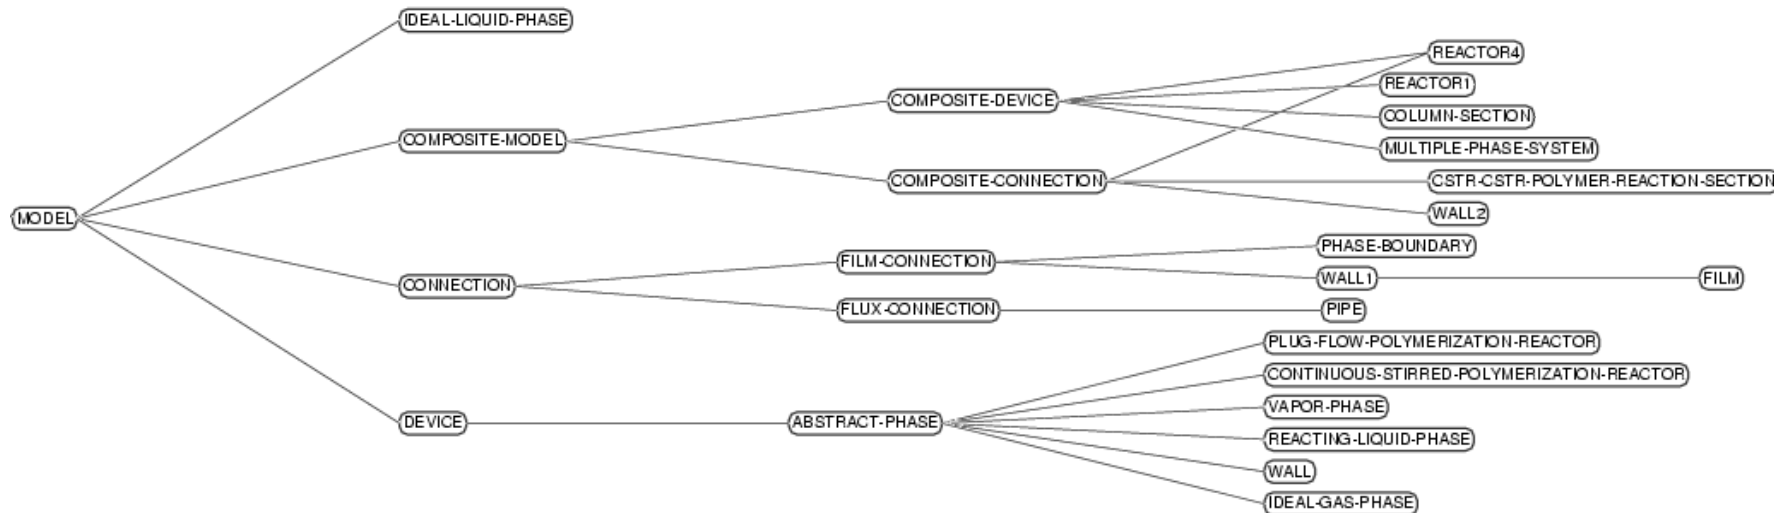 IDEAL-LIQUID-PHASE
REACTOR4
REACTOR1
COMPOSITE-DEVICE
COLUMN-SECTION
COMPOSITE-MODEL
MULTIPLE-PHASE-SYSTEM
COMPOSITE-CONNECTION
CSTR-CSTR-POLYMER-REACTION-SECTION
MODEL
WALL2
PHASE-BOUNDARY
FILM-CONNECTION
WALL1
FILM
CONNECTION
FLUX-CONNECTION
PIPE
PLUG-FLOW-POLYMERIZATION-REACTOR
CONTINUOUS-STIRRED-POLYMERIZATION-REACTOR
VAPOR-PHASE
DEVICE
ABSTRACT-PHASE
REACTING-LIQUID-PHASE
WALL
IDEAL-GAS-PHASE